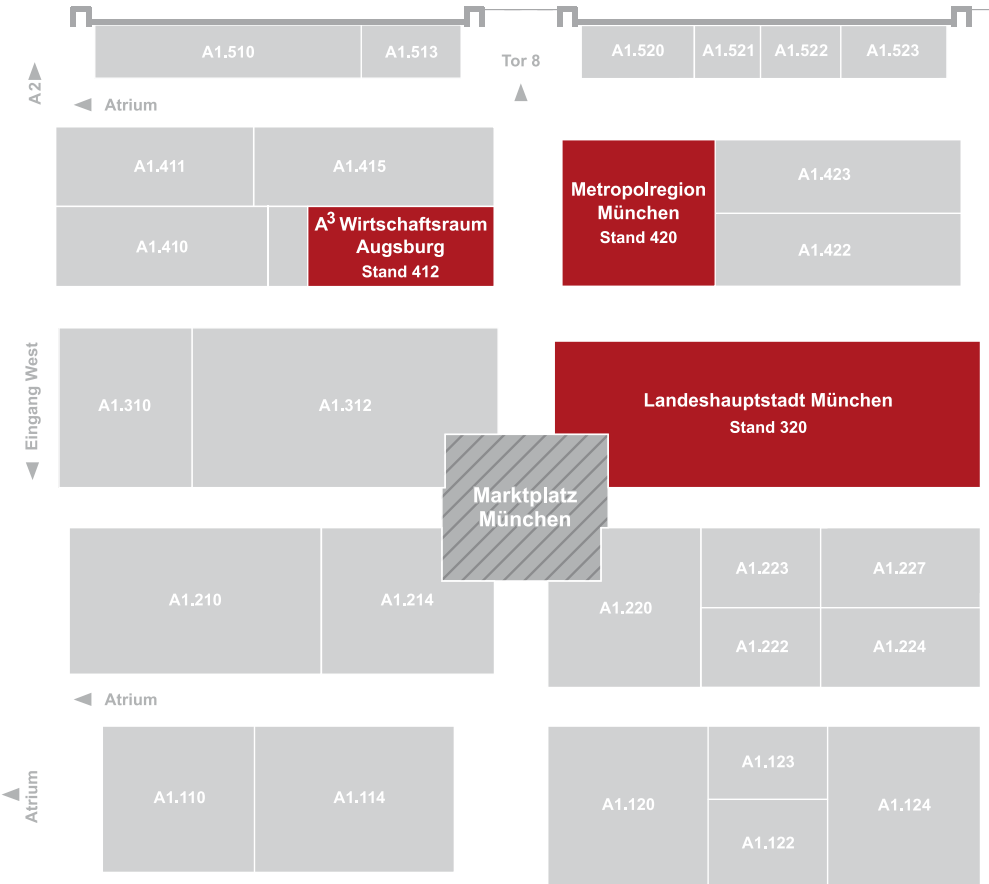 A1.510
A1.513
A1.520
A1.521
A1.522
A1.523
Tor 8
A2
Atrium
A1.411
A1.415
A³ Wirtschaftsraum
Augsburg
Stand 412
A1.410
Metropolregion
München
Stand 420
A1.423
A1.422
Eingang West
A1.310
A1.312
Landeshauptstadt München
Stand 320
Marktplatz
München
A1.210
A1.214
A1.220
A1.223
A1.227
A1.222
A1.224
Atrium
Atrium
A1.110
A1.114
A1.120
A1.123
A1.122
A1.124